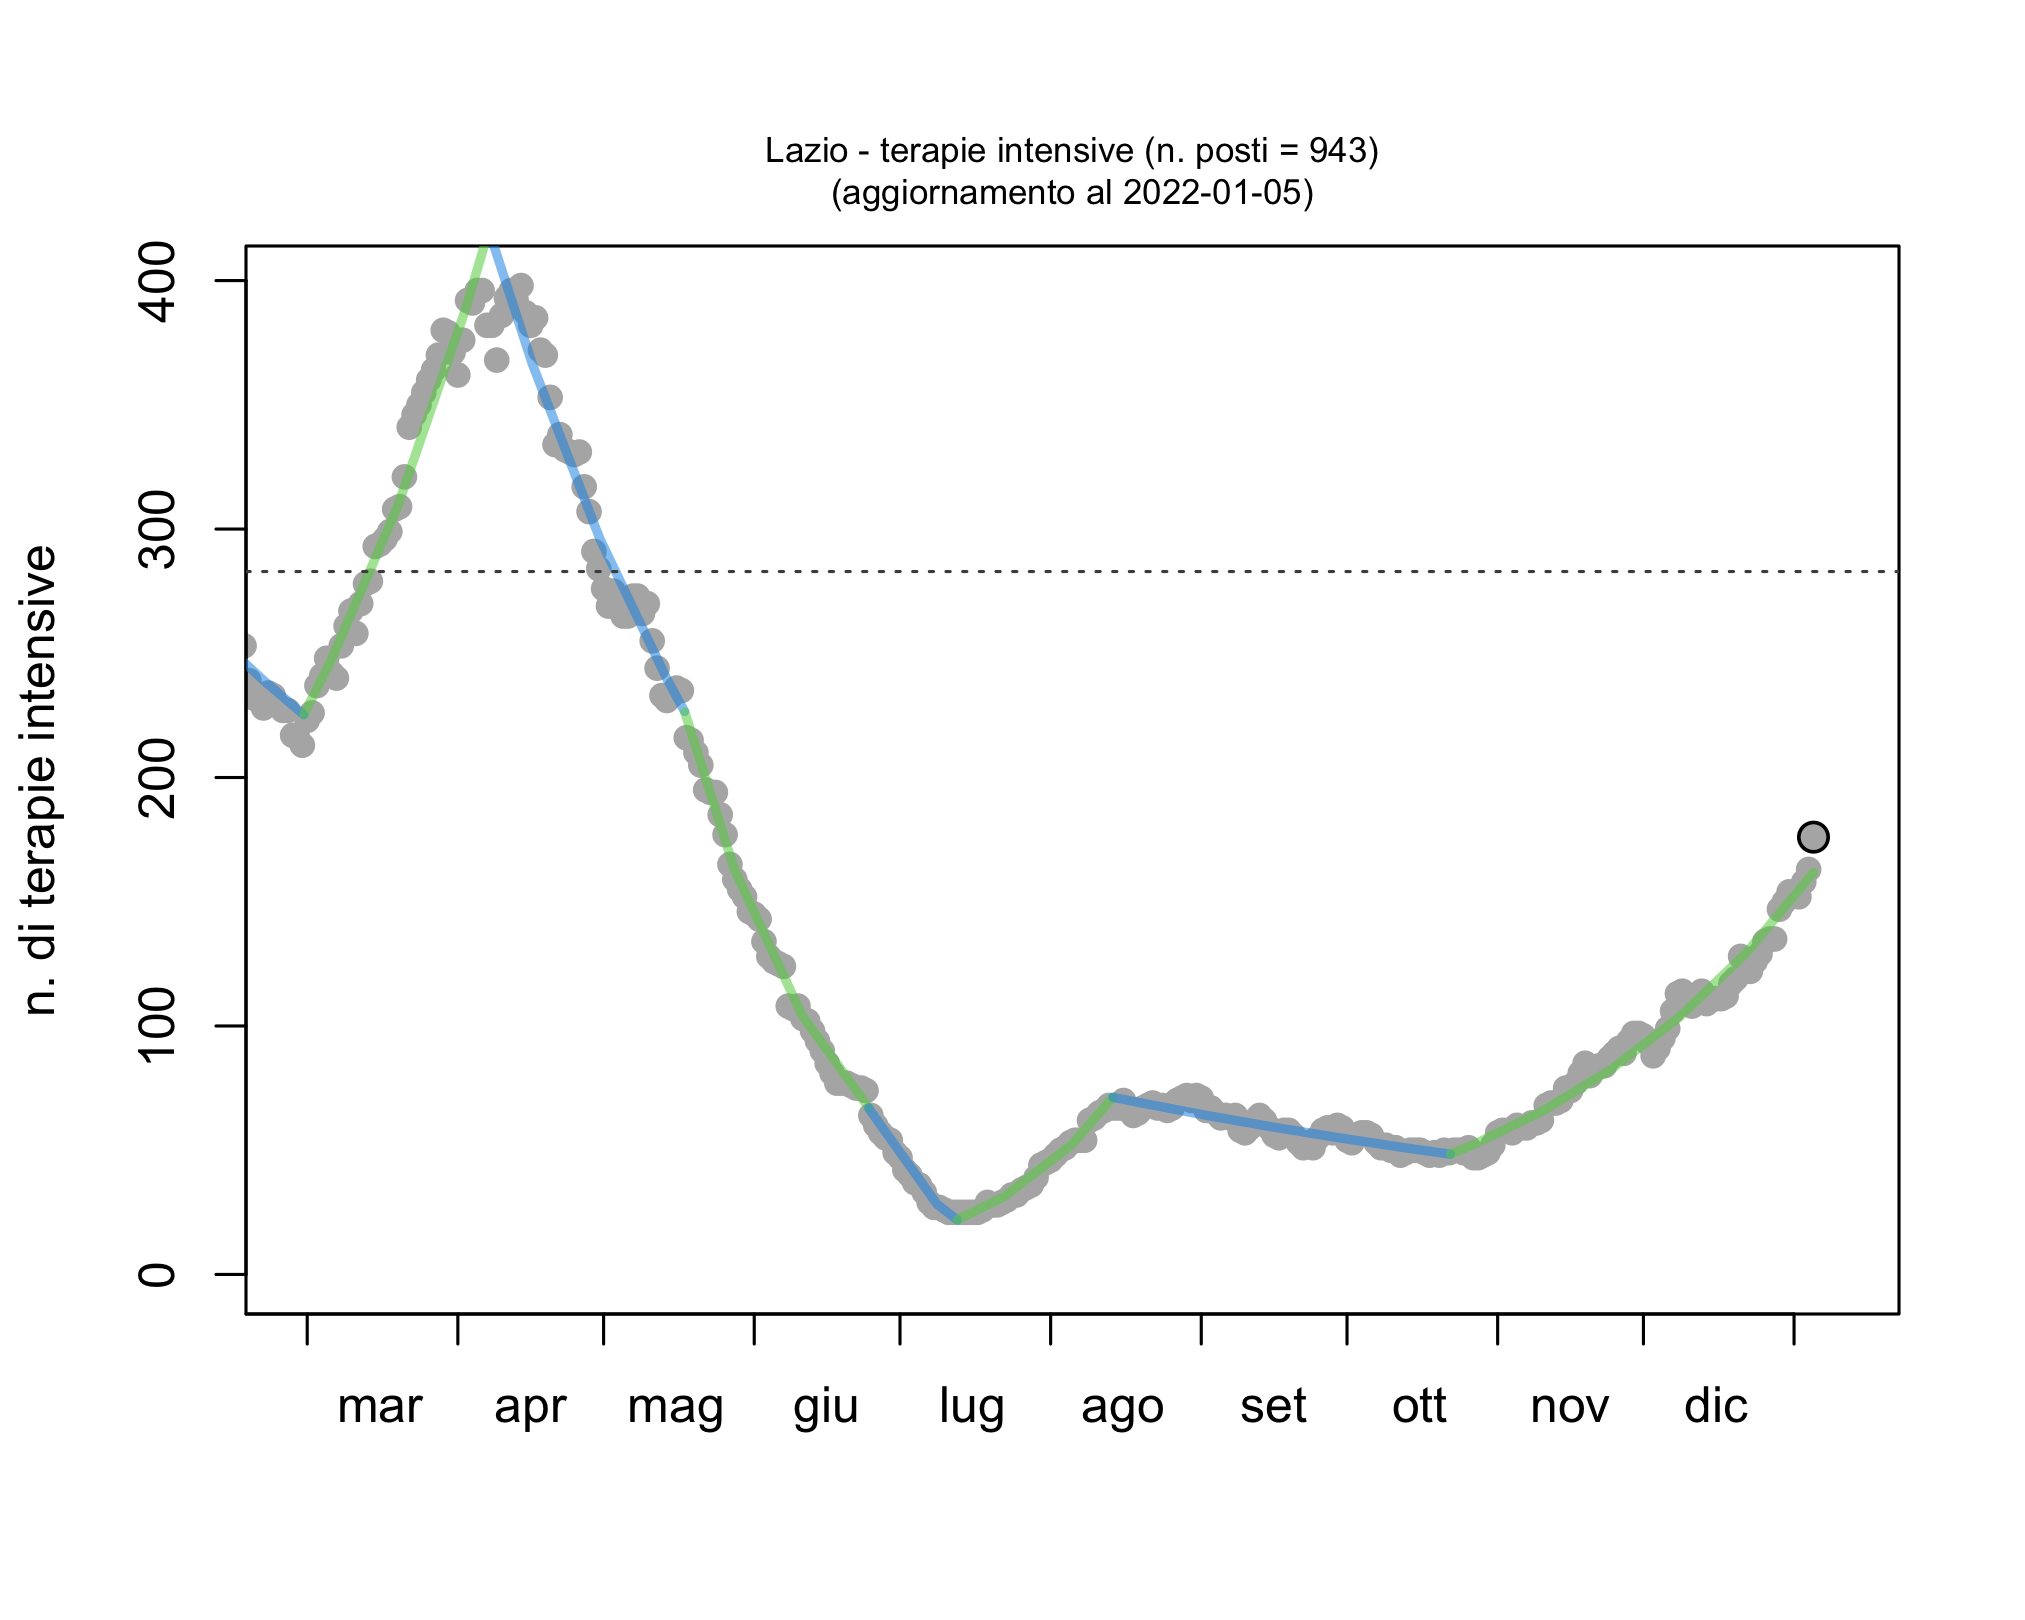 Lazio - terapie intensive (n. posti = 943)
(aggiornamento al 2022-01-05)
n. di terapie intensive
400
300
200
100
0
mar apr mag giu lug ago set ott nov dic